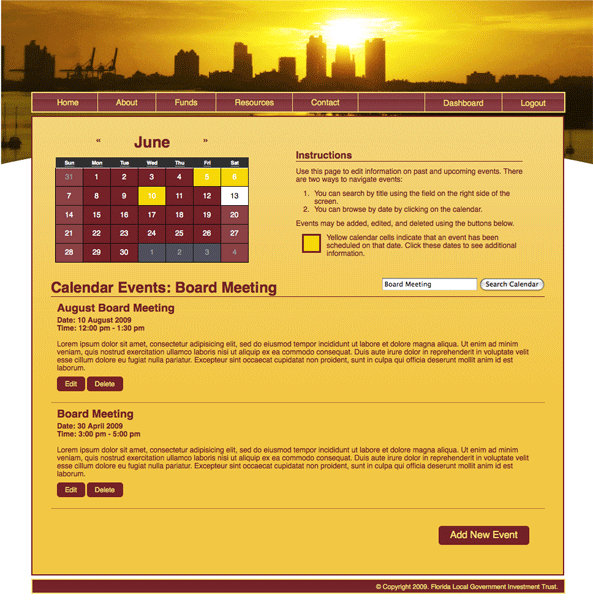 Home About Funds Resources Contact Dashboard Logout
« June »
Sun Mon Tue Wed Thu Fri Sat
31 1 2 3 4 5 6
7 8 9 10 11 12 13
14 15 16 17 18 19 20
21 22 23 24 25 26 27
28 29 30 1 2 3 4
Instructions
Use this page to edit information on past and upcoming events. There
are two ways to navigate events:
1. You can search by title using the field on the right side of the
screen.
2. You can browse by date by clicking on the calendar.
Events may be added, edited, and deleted using the buttons below.
Yellow calendar cells indicate that an event has been
scheduled on that date. Click these dates to see additional
information.
Calendar Events: Board Meeting
Board Meeting Search Calendar
August Board Meeting
Date: 10 August 2009
Time: 12:00 pm - 1:30 pm
Lorem ipsum dolor sit amet, consectetur adipisicing elit, sed do eiusmod tempor incididunt ut labore et dolore magna aliqua. Ut enim ad minim
veniam, quis nostrud exercitation ullamco laboris nisi ut aliquip ex ea commodo consequat. Duis aute irure dolor in reprehenderit in voluptate velit
esse cillum dolore eu fugiat nulla pariatur. Excepteur sint occaecat cupidatat non proident, sunt in culpa qui officia deserunt mollit anim id est
laborum.
Edit Delete
Board Meeting
Date: 30 April 2009
Time: 3:00 pm - 5:00 pm
Lorem ipsum dolor sit amet, consectetur adipisicing elit, sed do eiusmod tempor incididunt ut labore et dolore magna aliqua. Ut enim ad minim
veniam, quis nostrud exercitation ullamco laboris nisi ut aliquip ex ea commodo consequat. Duis aute irure dolor in reprehenderit in voluptate velit
esse cillum dolore eu fugiat nulla pariatur. Excepteur sint occaecat cupidatat non proident, sunt in culpa qui officia deserunt mollit anim id est
laborum.
Edit Delete
Add New Event
© Copyright 2009. Florida Local Government Investment Trust.